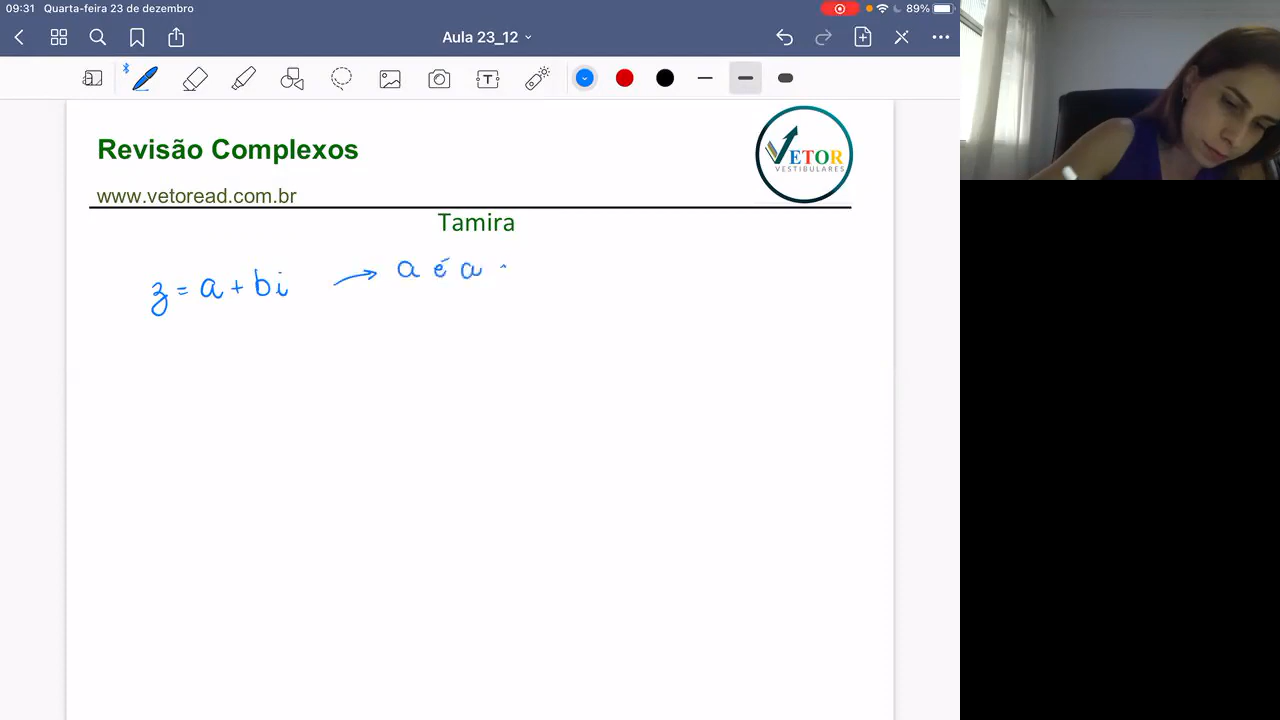 09:31 Quarta-feira 23 de dezembro 89%
Aula 23_12
T
Revisão Complexos
VETOR
VESTIBULARES
www.vetoread.com.br
Tamira
z = a + bi → a é a